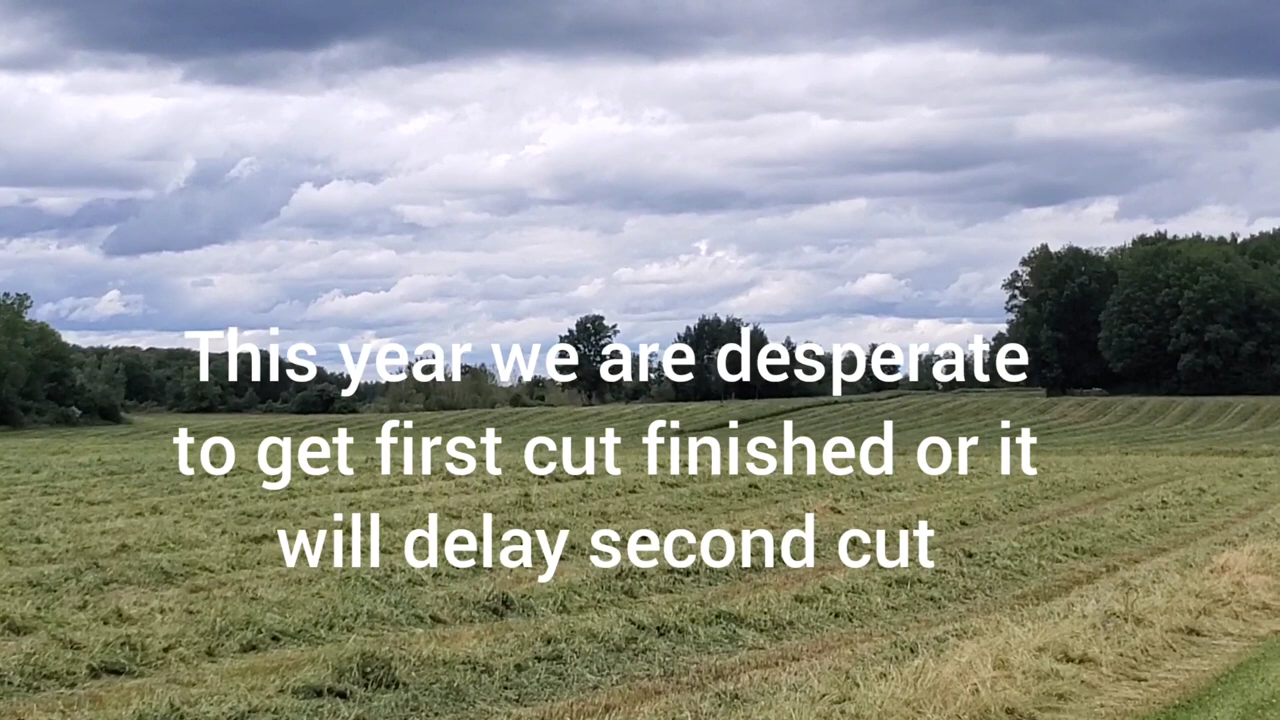 This year we are desperate
to get first cut finished or it
will delay second cut